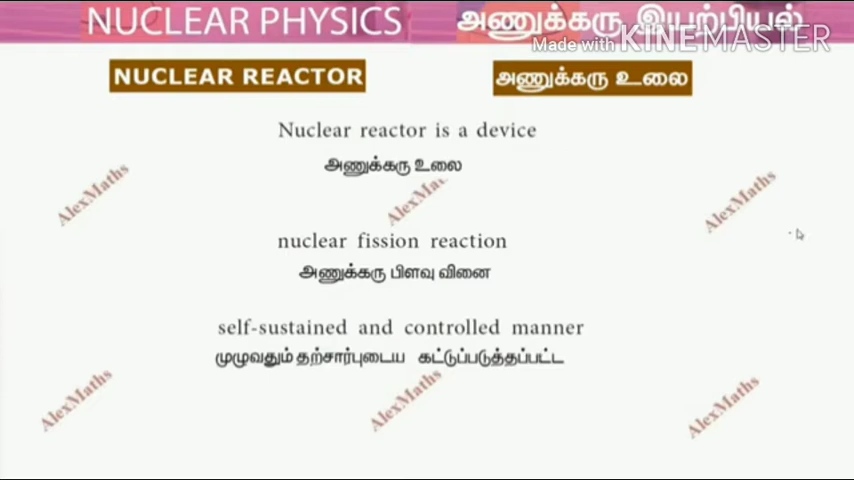 NUCLEAR PHYSICS அணுக்கரு இயற்பியல்
Made with KINEMASTER
NUCLEAR REACTOR அணுக்கரு உலை
Nuclear reactor is a device
அணுக்கரு உலை
AlexMaths AlexMaths AlexMaths
nuclear fission reaction
அணுக்கரு பிளவு வினை
self-sustained and controlled manner
முழுவதும் தற்சார்புடைய கட்டுப்படுத்தப்பட்ட
AlexMaths AlexMaths AlexMaths